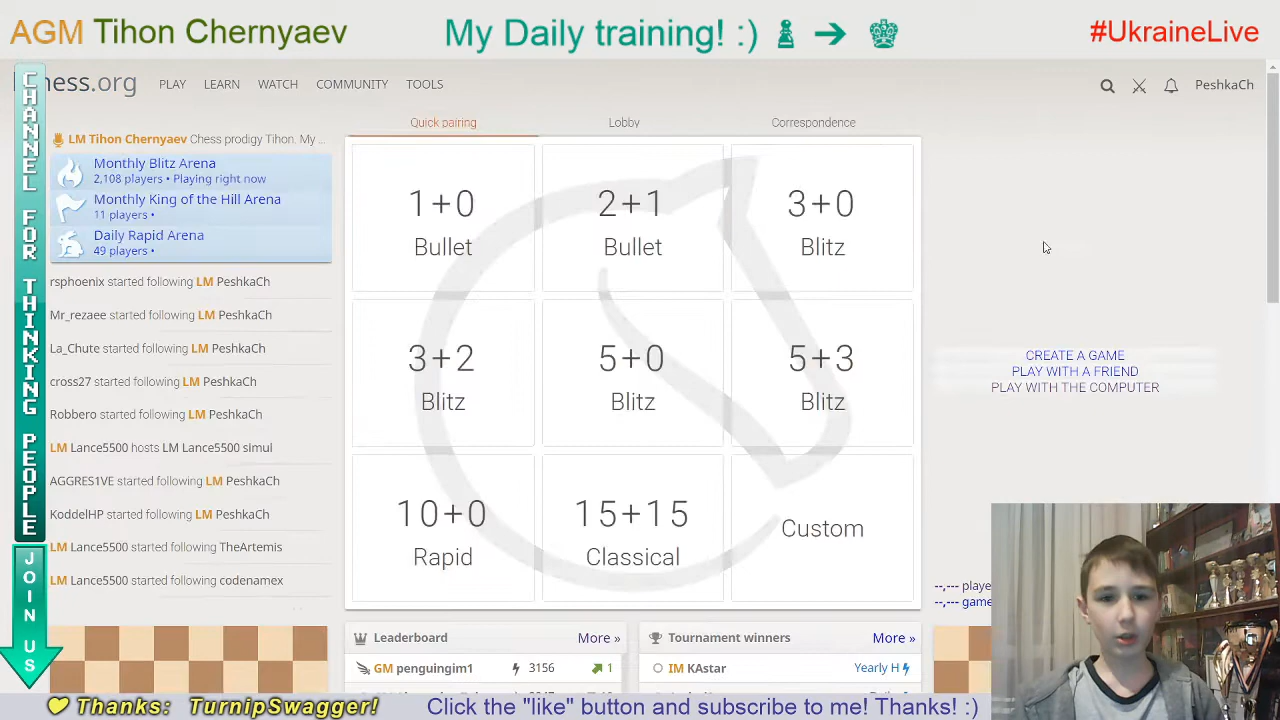 AGM Tihon Chernyaev
My Daily training! :)
#UkraineLive
hess.org
PLAY
LEARN
WATCH
COMMUNITY
TOOLS
PeshkaCh
CHANNEL FOR THINKING PEOPLE
JOIN US
LM Tihon Chernyaev Chess prodigy Tihon. My ...
Monthly Blitz Arena
2,108 players • Playing right now
Monthly King of the Hill Arena
11 players •
Daily Rapid Arena
49 players •
rsphoenix started following LM PeshkaCh
Mr_rezaee started following LM PeshkaCh
La_Chute started following LM PeshkaCh
cross27 started following LM PeshkaCh
Robbero started following LM PeshkaCh
LM Lance5500 hosts LM Lance5500 simul
AGGRES1VE started following LM PeshkaCh
KoddelHP started following LM PeshkaCh
LM Lance5500 started following TheArtemis
LM Lance5500 started following codenamex
Quick pairing
Lobby
Correspondence
1+0
Bullet
2+1
Bullet
3+0
Blitz
3+2
Blitz
5+0
Blitz
5+3
Blitz
10+0
Rapid
15+15
Classical
Custom
CREATE A GAME
PLAY WITH A FRIEND
PLAY WITH THE COMPUTER
--,--- playe
--,--- game
Leaderboard
More »
GM penguingim1 3156 1
Tournament winners
More »
IM KAstar Yearly H
Thanks: TurnipSwagger!
Click the "like" button and subscribe to me! Thanks! :)